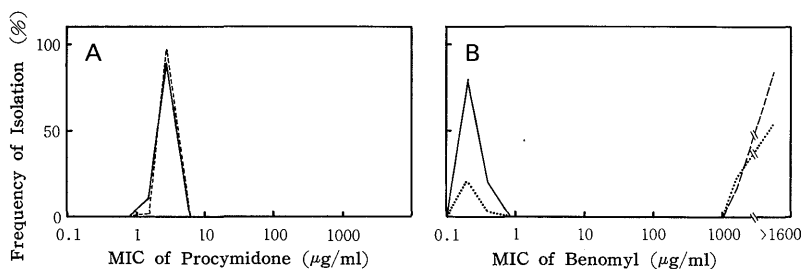 Frequency of Isolation (%)
100
50
0
A
0.1 1 10 100 1000
MIC of Procymidone (μg/ml)
B
0.1 1 10 100 1000 >1600
MIC of Benomyl (μg/ml)